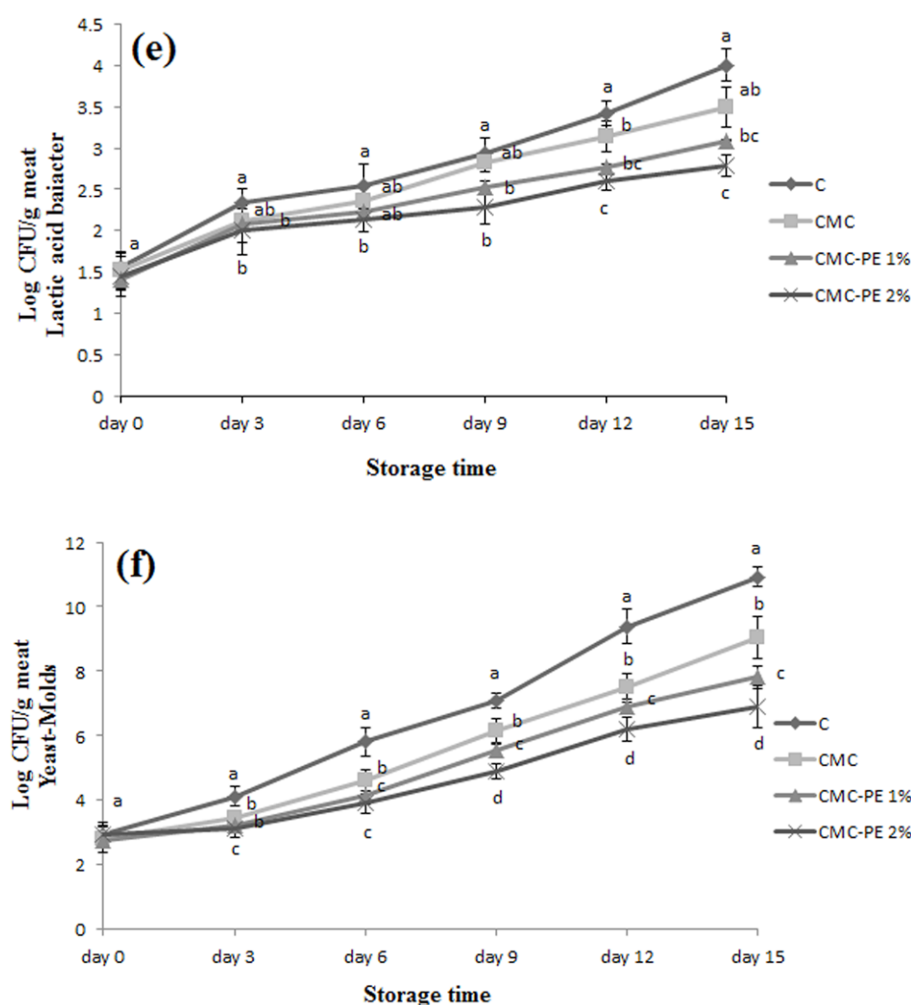 (e)
4.5
4
3.5
3
2.5
2
1.5
1
0.5
0
Log CFU/g meat
Lactic acid baiacter
a
a
ab
b
b
a
ab
ab
b
a
ab
b
b
a
b
bc
c
a
ab
bc
c
day 0 day 3 day 6 day 9 day 12 day 15
Storage time
C
CMC
CMC-PE 1%
CMC-PE 2%
(f)
12
10
8
6
4
2
0
Log CFU/g meat
Yeast-Molds
a
a
b
b
c
a
b
c
c
a
b
c
d
a
b
c
d
a
b
c
d
day 0 day 3 day 6 day 9 day 12 day 15
Storage time
C
CMC
CMC-PE 1%
CMC-PE 2%